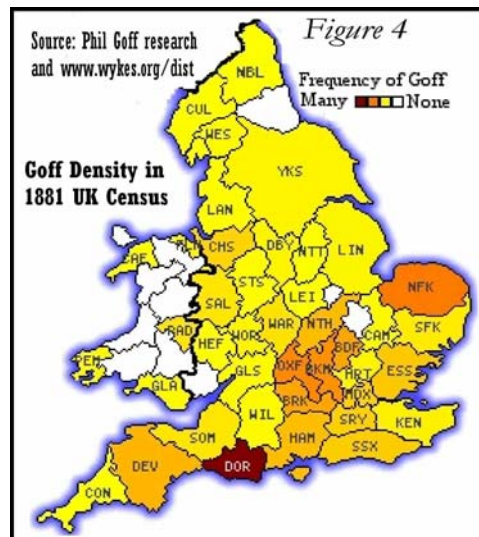 Source: Phil Goff research
and www.wykes.org/dist
Figure 4
Frequency of Goff
Many None
Goff Density in
1881 UK Census
NBL
CUL
WES
YKS
LAN
CHS
DBY
NTT
LIN
CAE
STS
SAL
LEI
NFK
RAD
HEF
WOR
WAR
NTH
CAM
SFK
PEM
GLA
GLS
OXF
BKM
BDF
HRT
ESS
BRK
MDX
WIL
SRY
KEN
SOM
HAM
SSX
DEV
DOR
CON